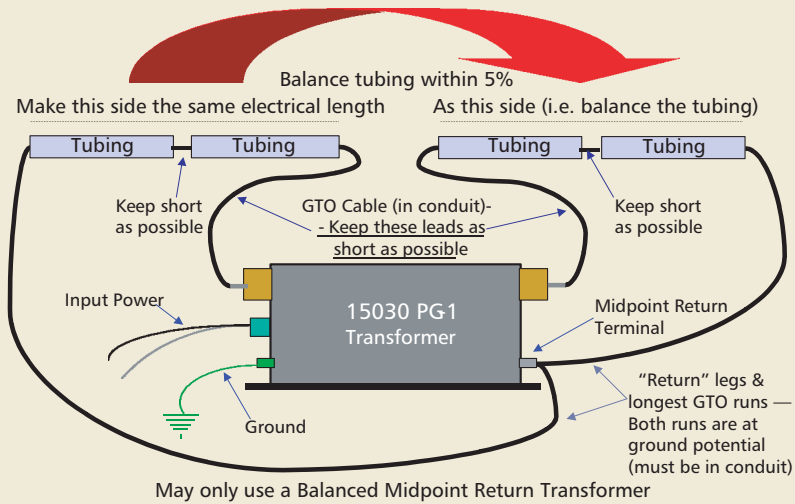 Balance tubing within 5%
Make this side the same electrical length
As this side (i.e. balance the tubing)
Tubing
Tubing
Tubing
Tubing
Keep short
as possible
GTO Cable (in conduit)-
- Keep these leads as
short as possible
Keep short
as possible
Input Power
15030 PG-1
Transformer
Midpoint Return
Terminal
Ground
"Return" legs &
longest GTO runs —
Both runs are at
ground potential
(must be in conduit)
May only use a Balanced Midpoint Return Transformer